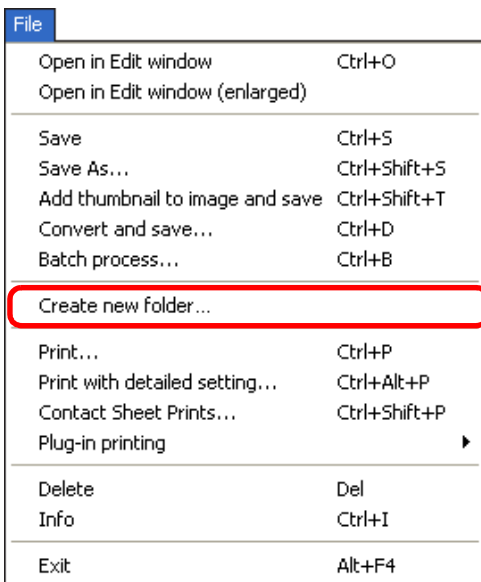 File
Open in Edit window Ctrl+O
Open in Edit window (enlarged)
Save Ctrl+S
Save As... Ctrl+Shift+S
Add thumbnail to image and save Ctrl+Shift+T
Convert and save... Ctrl+D
Batch process... Ctrl+B
Create new folder...
Print... Ctrl+P
Print with detailed setting... Ctrl+Alt+P
Contact Sheet Prints... Ctrl+Shift+P
Plug-in printing
Delete Del
Info Ctrl+I
Exit Alt+F4